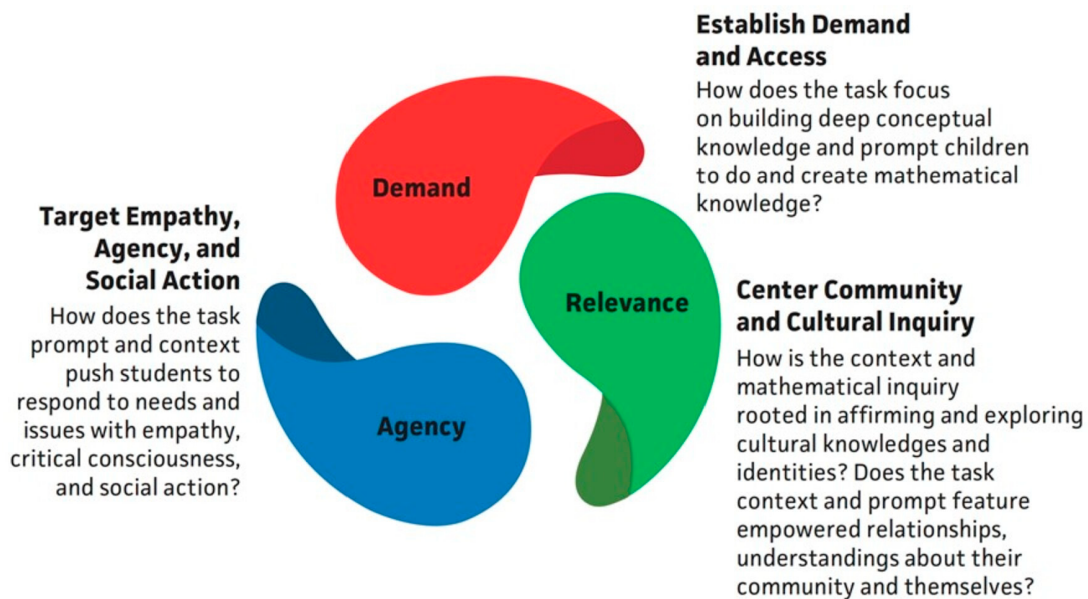 Establish Demand
and Access
How does the task focus
on building deep conceptual
knowledge and prompt children
to do and create mathematical
knowledge?
Demand
Target Empathy,
Agency, and
Social Action
How does the task
prompt and context
push students to
respond to needs and
issues with empathy,
critical consciousness,
and social action?
Relevance
Center Community
and Cultural Inquiry
How is the context and
mathematical inquiry
rooted in affirming and exploring
cultural knowledges and
identities? Does the task
context and prompt feature
empowered relationships,
understandings about their
community and themselves?
Agency